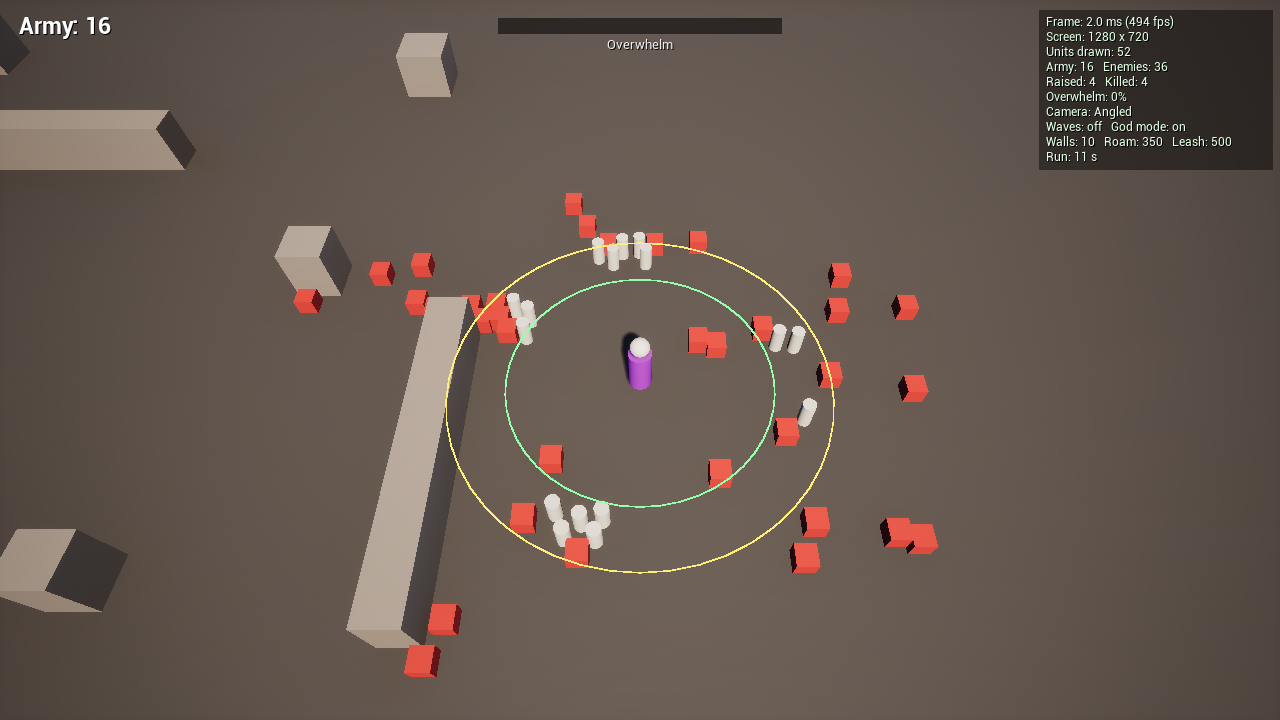 Army: 16
Overwhelm
Frame: 2.0 ms (494 fps)
Screen: 1280 x 720
Units drawn: 52
Army: 16 Enemies: 36
Raised: 4 Killed: 4
Overwhelm: 0%
Camera: Angled
Waves: off God mode: on
Walls: 10 Roam: 350 Leash: 500
Run: 11 s